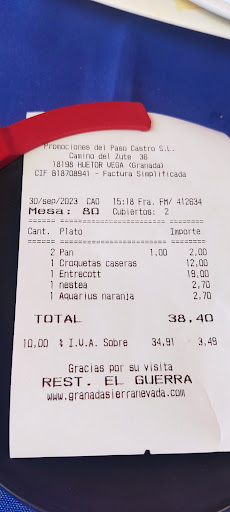 Promociones del Paso Castro S.L.
Camino del Zute 36
18198 HUETOR VEGA (Granada)
CIF B18708941 - Factura Simplificada
30/sep/2023 CAO 15:18 Fra. FM/ 412634
Mesa: 80 Cubiertos: 2
Cant. Plato Importe
2 Pan 1,00 2,00
1 Croquetas caseras 12,00
1 Entrecott 19,00
1 nestea 2,70
1 Aquarius naranja 2,70
TOTAL 38,40
10,00 % I.V.A. Sobre 34,91 3,49
Gracias por su visita
REST. EL GUERRA
www.granadasierranevada.com